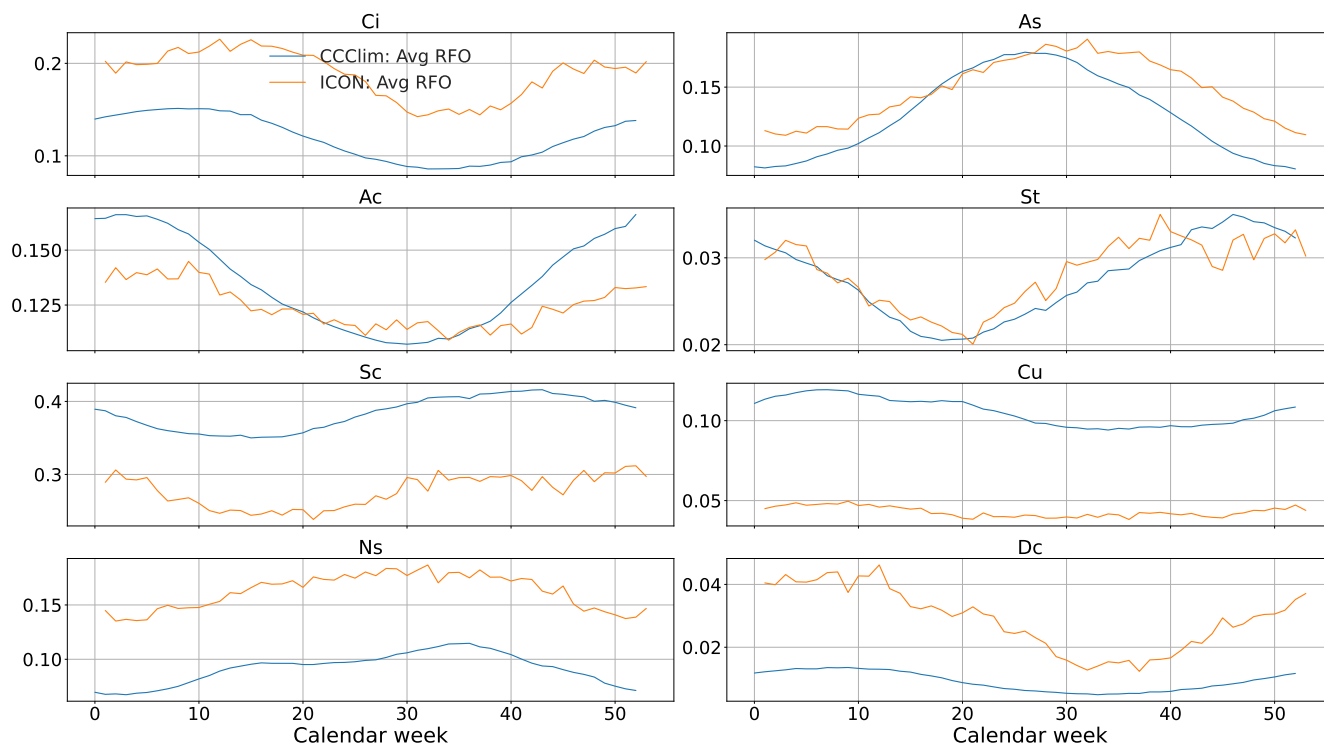 Ci
As
CCClim: Avg RFO
ICON: Avg RFO
0.2
0.1
0.15
0.10
Ac
St
0.150
0.125
0.03
0.02
Sc
Cu
0.4
0.3
0.10
0.05
Ns
Dc
0.15
0.10
0.04
0.02
0 10 20 30 40 50
0 10 20 30 40 50
Calendar week
Calendar week